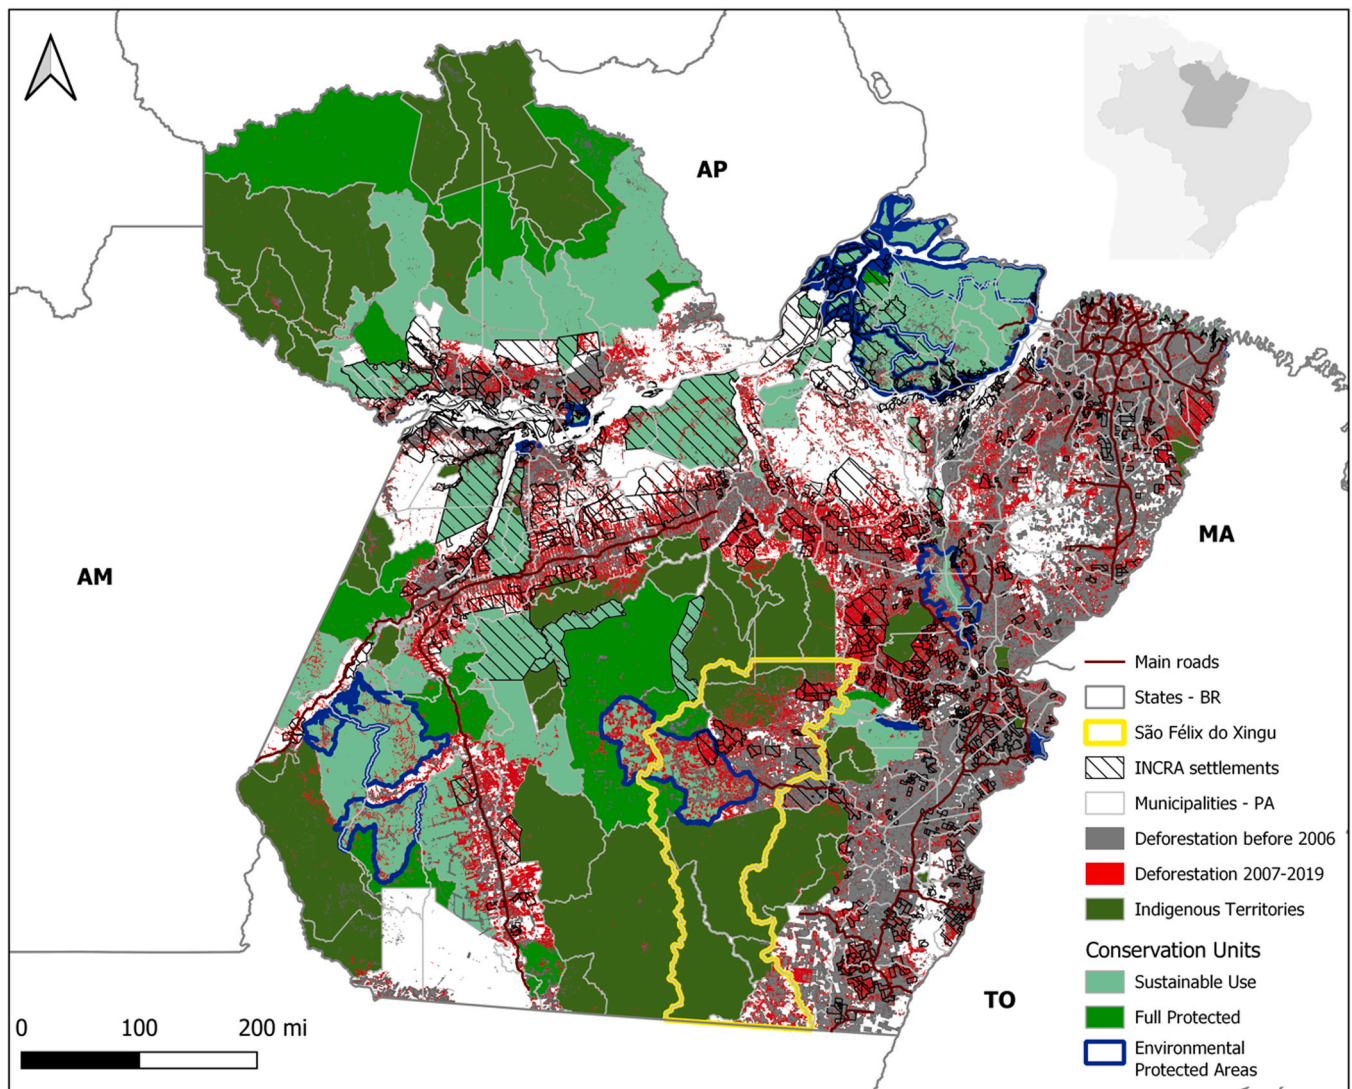 AP
AM
MA
TO
Main roads
States - BR
São Félix do Xingu
INCRA settlements
Municipalities - PA
Deforestation before 2006
Deforestation 2007-2019
Indigenous Territories
Conservation Units
Sustainable Use
Full Protected
Environmental
Protected Areas
0 100 200 mi